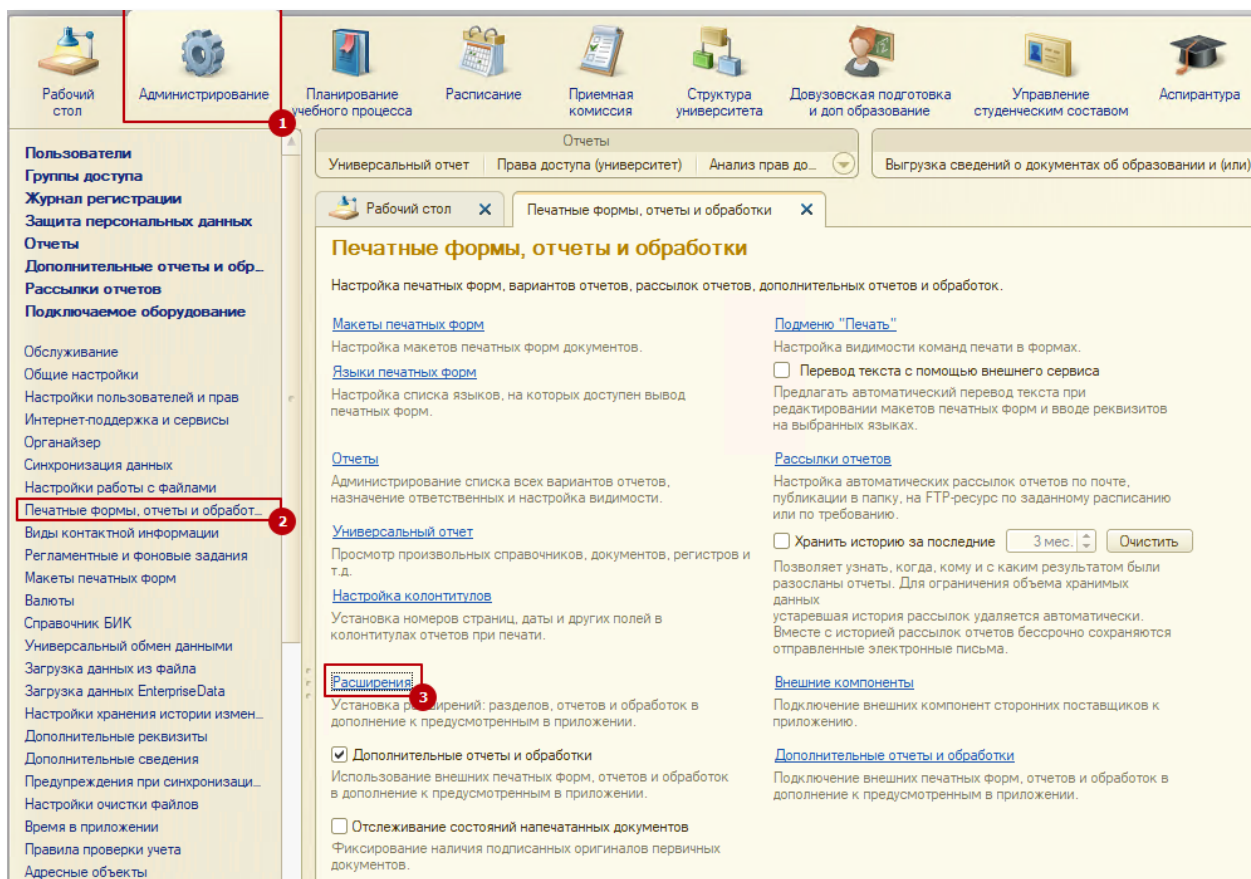 Рабочий стол
Администрирование
Планирование учебного процесса
Расписание
Приемная комиссия
Структура университета
Довузовская подготовка и доп образование
Управление студенческим составом
Аспирантура
1
Пользователи
Группы доступа
Журнал регистрации
Защита персональных данных
Отчеты
Дополнительные отчеты и обр...
Рассылки отчетов
Подключаемое оборудование
Обслуживание
Общие настройки
Настройки пользователей и прав
Интернет-поддержка и сервисы
Органайзер
Синхронизация данных
Настройки работы с файлами
Печатные формы, отчеты и обработ...
2
Виды контактной информации
Регламентные и фоновые задания
Макеты печатных форм
Валюты
Справочник БИК
Универсальный обмен данными
Загрузка данных из файла
Загрузка данных EnterpriseData
Настройки хранения истории измен...
Дополнительные реквизиты
Дополнительные сведения
Предупреждения при синхронизаци...
Настройки очистки файлов
Время в приложении
Правила проверки учета
Адресные объекты
Отчеты
Универсальный отчет
Права доступа (университет)
Анализ прав до...
Выгрузка сведений о документах об образовании и (или)
Рабочий стол
Печатные формы, отчеты и обработки
Печатные формы, отчеты и обработки
Настройка печатных форм, вариантов отчетов, рассылок отчетов, дополнительных отчетов и обработок.
Макеты печатных форм
Настройка макетов печатных форм документов.
Языки печатных форм
Настройка списка языков, на которых доступен вывод
печатных форм.
Отчеты
Администрирование списка всех вариантов отчетов,
назначение ответственных и настройка видимости.
Универсальный отчет
Просмотр произвольных справочников, документов, регистров и
т.д.
Настройка колонтитулов
Установка номеров страниц, даты и других полей в
колонтитулах отчетов при печати.
Расширения
3
Установка расширений: разделов, отчетов и обработок в
дополнение к предусмотренным в приложении.
Дополнительные отчеты и обработки
Использование внешних печатных форм, отчетов и обработок
в дополнение к предусмотренным в приложении.
Отслеживание состояний напечатанных документов
Фиксирование наличия подписанных оригиналов первичных
документов.
Подменю "Печать"
Настройка видимости команд печати в формах.
Перевод текста с помощью внешнего сервиса
Предлагать автоматический перевод текста при
редактировании макетов печатных форм и вводе реквизитов
на выбранных языках.
Рассылки отчетов
Настройка автоматических рассылок отчетов по почте,
публикации в папку, на FTP-ресурс по заданному расписанию
или по требованию.
Хранить историю за последние 3 мес. Очистить
Позволяет узнать, когда, кому и с каким результатом были
разосланы отчеты. Для ограничения объема хранимых
данных
устаревшая история рассылок удаляется автоматически.
Вместе с историей рассылок отчетов бессрочно сохраняются
отправленные электронные письма.
Внешние компоненты
Подключение внешних компонент сторонних поставщиков к
приложению.
Дополнительные отчеты и обработки
Подключение внешних печатных форм, отчетов и обработок в
дополнение к предусмотренным в приложении.